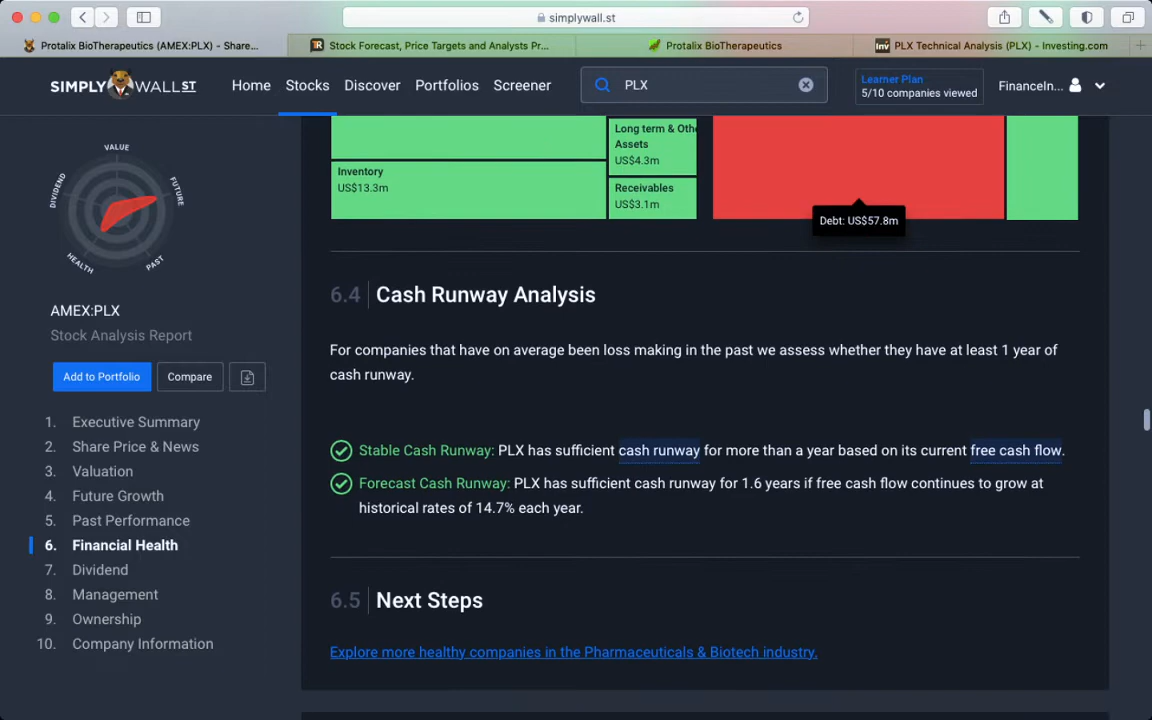 simplywall.st
Protalix BioTherapeutics (AMEX:PLX) - Share...
Stock Forecast, Price Targets and Analysts Pr...
Protalix BioTherapeutics
Inv
PLX Technical Analysis (PLX) - Investing.com
SIMPLY WALLST
Home
Stocks
Discover
Portfolios
Screener
PLX
Learner Plan
5/10 companies viewed
FinanceIn...
VALUE
FUTURE
PAST
HEALTH
DIVIDEND
AMEX:PLX
Stock Analysis Report
Add to Portfolio
Compare
1. Executive Summary
2. Share Price & News
3. Valuation
4. Future Growth
5. Past Performance
6. Financial Health
7. Dividend
8. Management
9. Ownership
10. Company Information
Inventory
US$13.3m
Long term & Othe
Assets
US$4.3m
Receivables
US$3.1m
Debt: US$57.8m
6.4 Cash Runway Analysis
For companies that have on average been loss making in the past we assess whether they have at least 1 year of
cash runway.
Stable Cash Runway: PLX has sufficient cash runway for more than a year based on its current free cash flow.
Forecast Cash Runway: PLX has sufficient cash runway for 1.6 years if free cash flow continues to grow at
historical rates of 14.7% each year.
6.5 Next Steps
Explore more healthy companies in the Pharmaceuticals & Biotech industry.